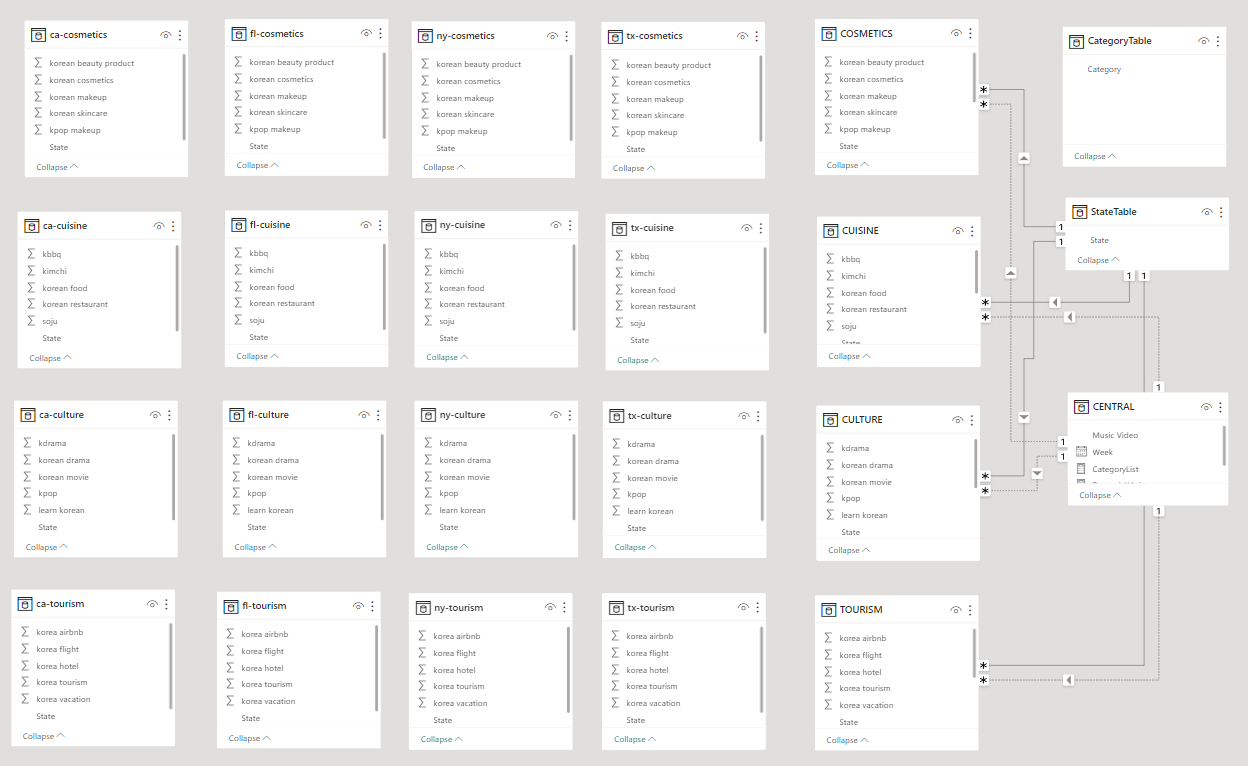 ca-cosmetics
korean beauty product
korean cosmetics
korean makeup
korean skincare
kpop makeup
State
Collapse
fl-cosmetics
korean beauty product
korean cosmetics
korean makeup
korean skincare
kpop makeup
State
Collapse
ny-cosmetics
korean beauty product
korean cosmetics
korean makeup
korean skincare
kpop makeup
State
Collapse
tx-cosmetics
korean beauty product
korean cosmetics
korean makeup
korean skincare
kpop makeup
State
Collapse
COSMETICS
korean beauty product
korean cosmetics
korean makeup
korean skincare
kpop makeup
State
Collapse
*
*
CategoryTable
Category
Collapse
ca-cuisine
kbbq
kimchi
korean food
korean restaurant
soju
State
Collapse
fl-cuisine
kbbq
kimchi
korean food
korean restaurant
soju
State
Collapse
ny-cuisine
kbbq
kimchi
korean food
korean restaurant
soju
State
Collapse
tx-cuisine
kbbq
kimchi
korean food
korean restaurant
soju
State
Collapse
CUISINE
kbbq
kimchi
korean food
korean restaurant
soju
State
Collapse
*
*
StateTable
State
Collapse
1
1
1 1
ca-culture
kdrama
korean drama
korean movie
kpop
learn korean
State
Collapse
fl-culture
kdrama
korean drama
korean movie
kpop
learn korean
State
Collapse
ny-culture
kdrama
korean drama
korean movie
kpop
learn korean
State
Collapse
tx-culture
kdrama
korean drama
korean movie
kpop
learn korean
State
Collapse
CULTURE
kdrama
korean drama
korean movie
kpop
learn korean
State
Collapse
*
*
1
CENTRAL
Music Video
Week
CategoryList
Collapse
1
1
1
ca-tourism
korea airbnb
korea flight
korea hotel
korea tourism
korea vacation
State
Collapse
fl-tourism
korea airbnb
korea flight
korea hotel
korea tourism
korea vacation
State
Collapse
ny-tourism
korea airbnb
korea flight
korea hotel
korea tourism
korea vacation
State
Collapse
tx-tourism
korea airbnb
korea flight
korea hotel
korea tourism
korea vacation
State
Collapse
TOURISM
korea airbnb
korea flight
korea hotel
korea tourism
korea vacation
State
Collapse
*
*